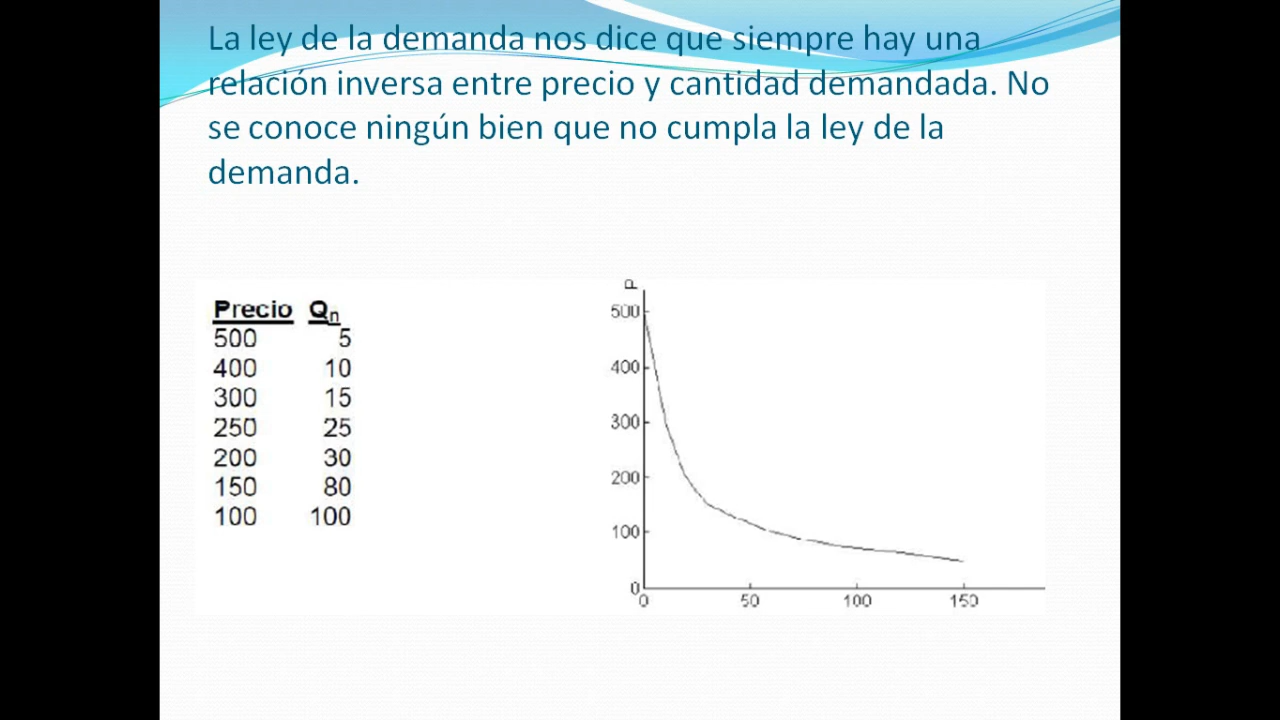 La ley de la demanda nos dice que siempre hay una
relación inversa entre precio y cantidad demandada. No
se conoce ningún bien que no cumpla la ley de la
demanda.
Precio Qn
500 5
400 10
300 15
250 25
200 30
150 80
100 100
P
500
400
300
200
100
0
0 50 100 150